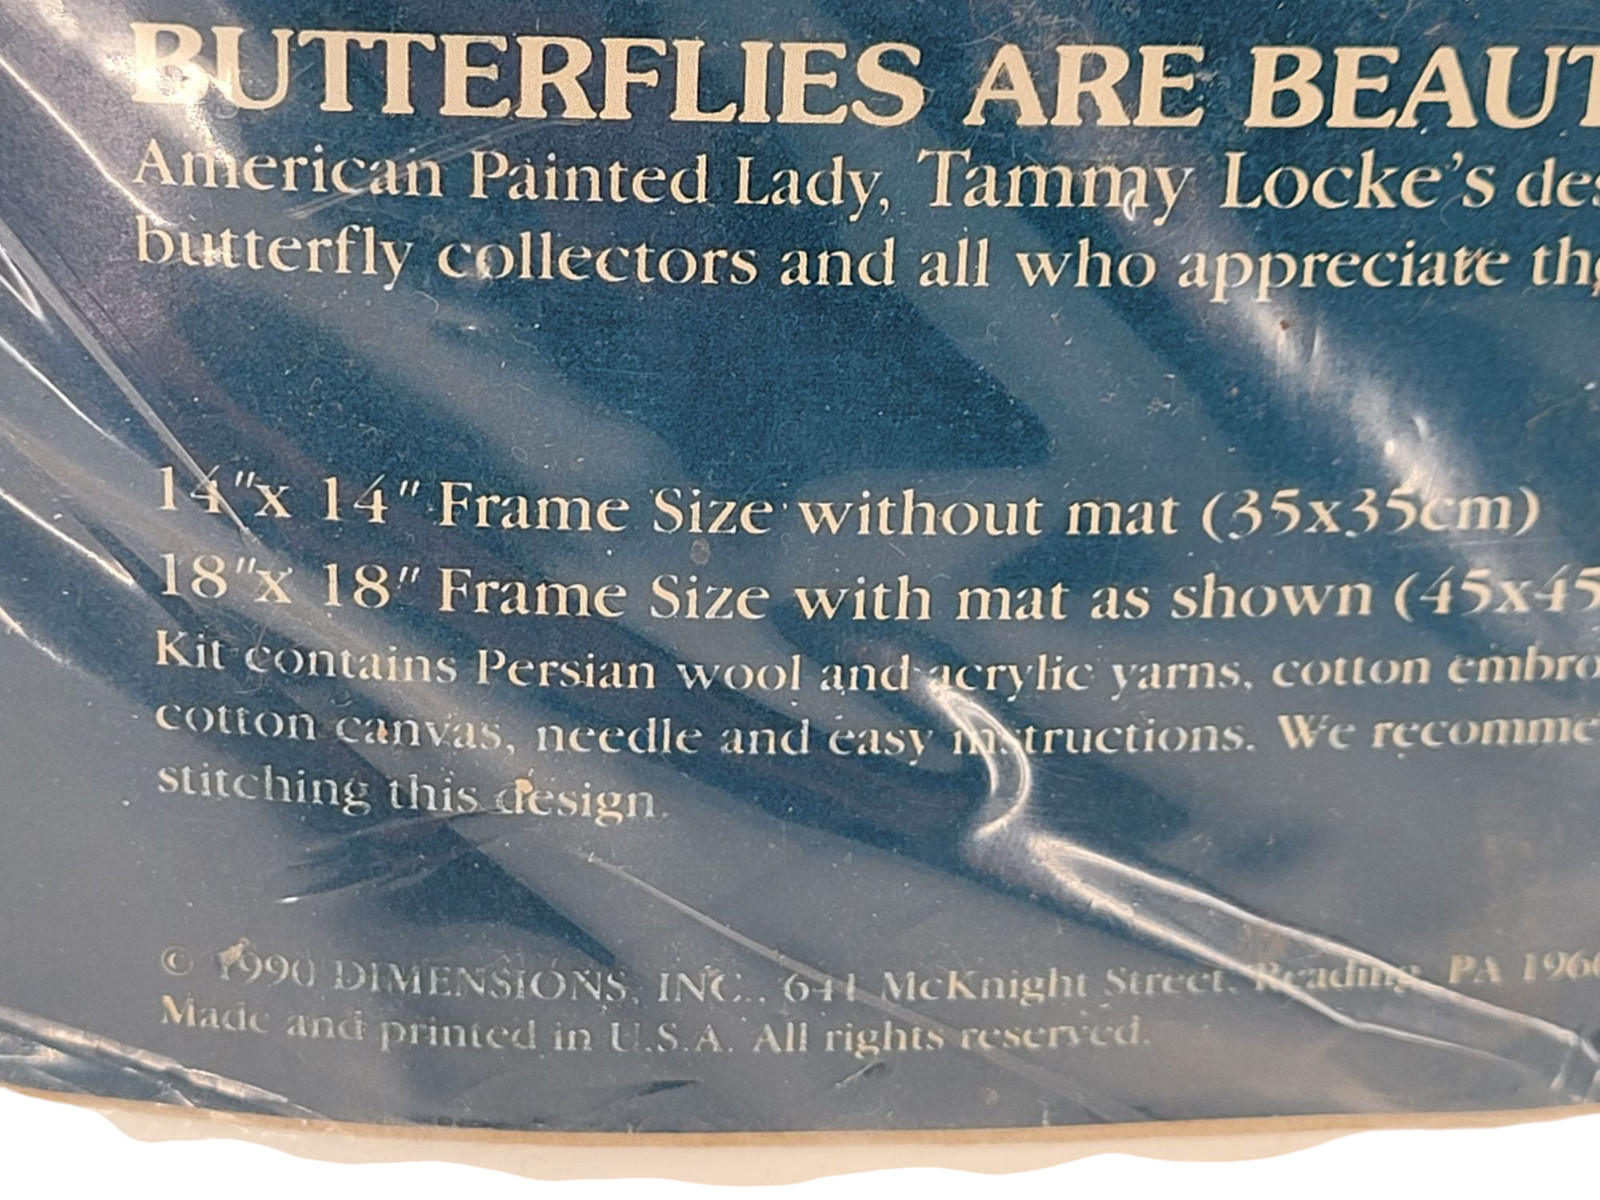 BUTTERFLIES ARE BEAUT
American Painted Lady, Tammy Locke's des
butterfly collectors and all who appreciate the
14"x 14" Frame Size without mat (35x35cm)
18"x 18" Frame Size with mat as shown (45x45
Kit contains Persian wool and acrylic yarns, cotton embro
cotton canvas, needle and easy instructions. We recomme
stitching this design.
© 1990 DIMENSIONS, INC., 641 McKnight Street, Reading, PA 1960
Made and printed in U.S.A. All rights reserved.